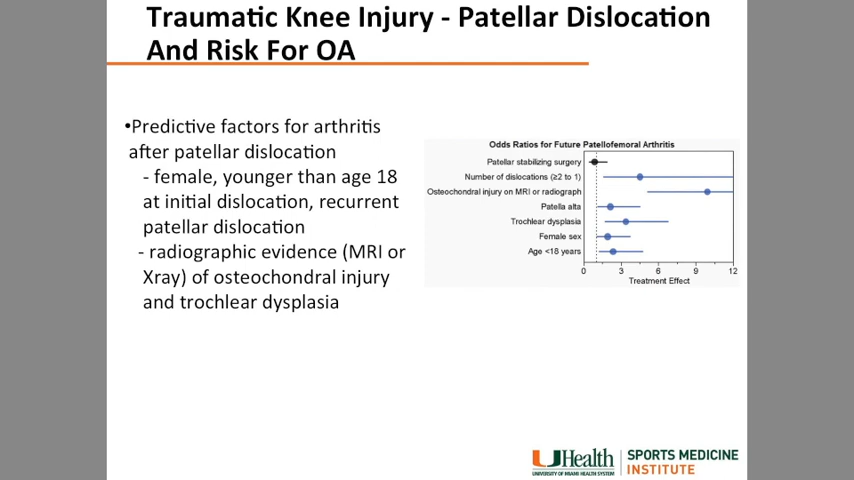 Traumatic Knee Injury - Patellar Dislocation
And Risk For OA
•Predictive factors for arthritis
after patellar dislocation
- female, younger than age 18
at initial dislocation, recurrent
patellar dislocation
- radiographic evidence (MRI or
Xray) of osteochondral injury
and trochlear dysplasia
Odds Ratios for Future Patellofemoral Arthritis
Patellar stabilizing surgery
Number of dislocations (≥2 to 1)
Osteochondral injury on MRI or radiograph
Patella alta
Trochlear dysplasia
Female sex
Age <18 years
0 3 6 9 12
Treatment Effect
UHealth
UNIVERSITY OF MIAMI HEALTH SYSTEM
SPORTS MEDICINE
INSTITUTE